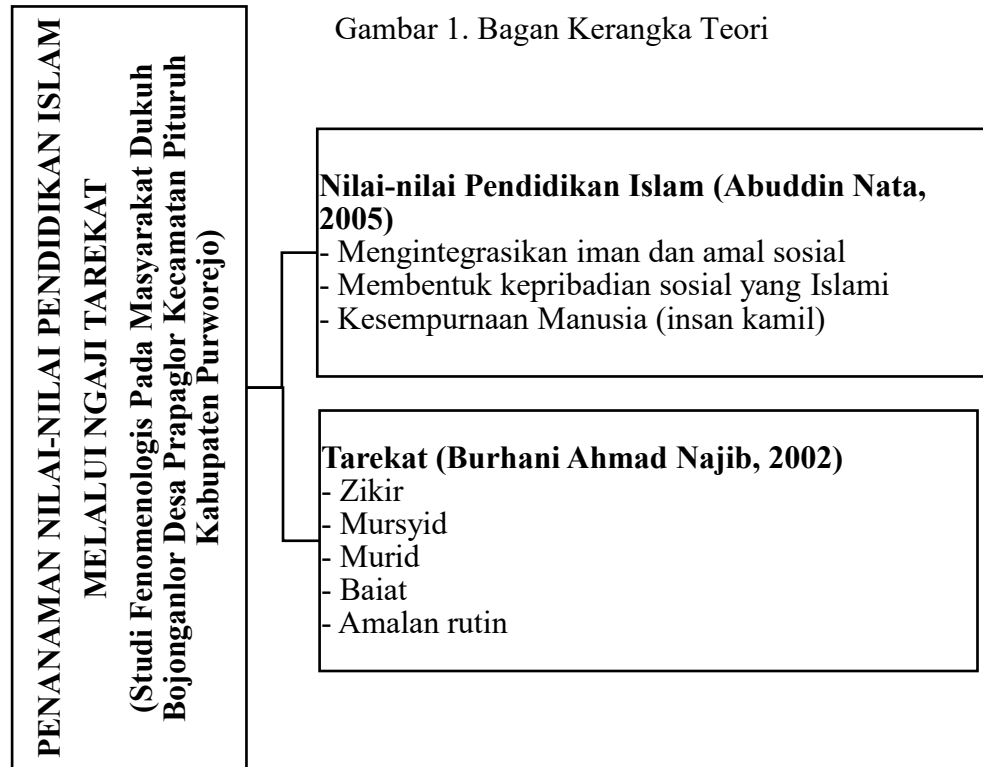 Gambar 1. Bagan Kerangka Teori
PENANAMAN NILAI-NILAI PENDIDIKAN ISLAM
MELALUI NGAJI TAREKAT
(Studi Fenomenologis Pada Masyarakat Dukuh
Bojonganlor Desa Prapaglor Kecamatan Pituruh
Kabupaten Purworejo)
Nilai-nilai Pendidikan Islam (Abuddin Nata,
2005)
- Mengintegrasikan iman dan amal sosial
- Membentuk kepribadian sosial yang Islami
- Kesempurnaan Manusia (insan kamil)
Tarekat (Burhani Ahmad Najib, 2002)
- Zikir
- Mursyid
- Murid
- Baiat
- Amalan rutin